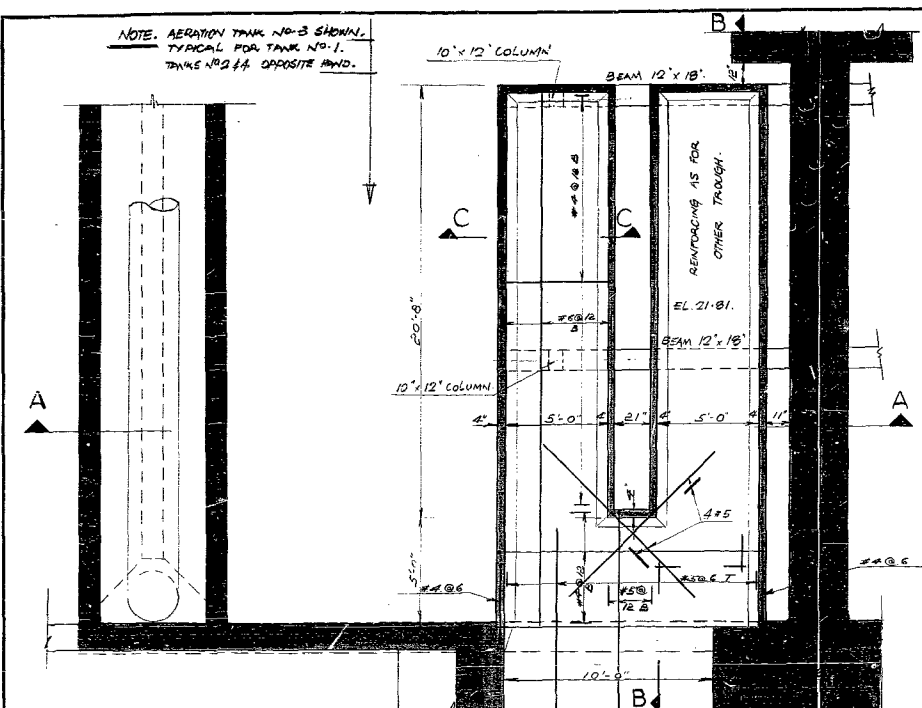 NOTE. AERATION TANK Nº 3 SHOWN.
TYPICAL FOR TANK Nº 1.
TANKS Nº 2 & 4 OPPOSITE HAND.
B
10" x 12" COLUMN
BEAM 12" x 18"
12"
#4 @ 12 B
REINFORCING AS FOR
OTHER TROUGH.
C
C
20'-8"
EL. 21.81.
#6 @ 12
B
BEAM 12" x 18"
10" x 12" COLUMN
A
A
4"
5'-0"
4"
21"
4"
5'-0"
4"
11"
4 #5
#4 @ 6
#5 @ 6 T
#4 @ 6
#5 @
12 B
10'-0"
B